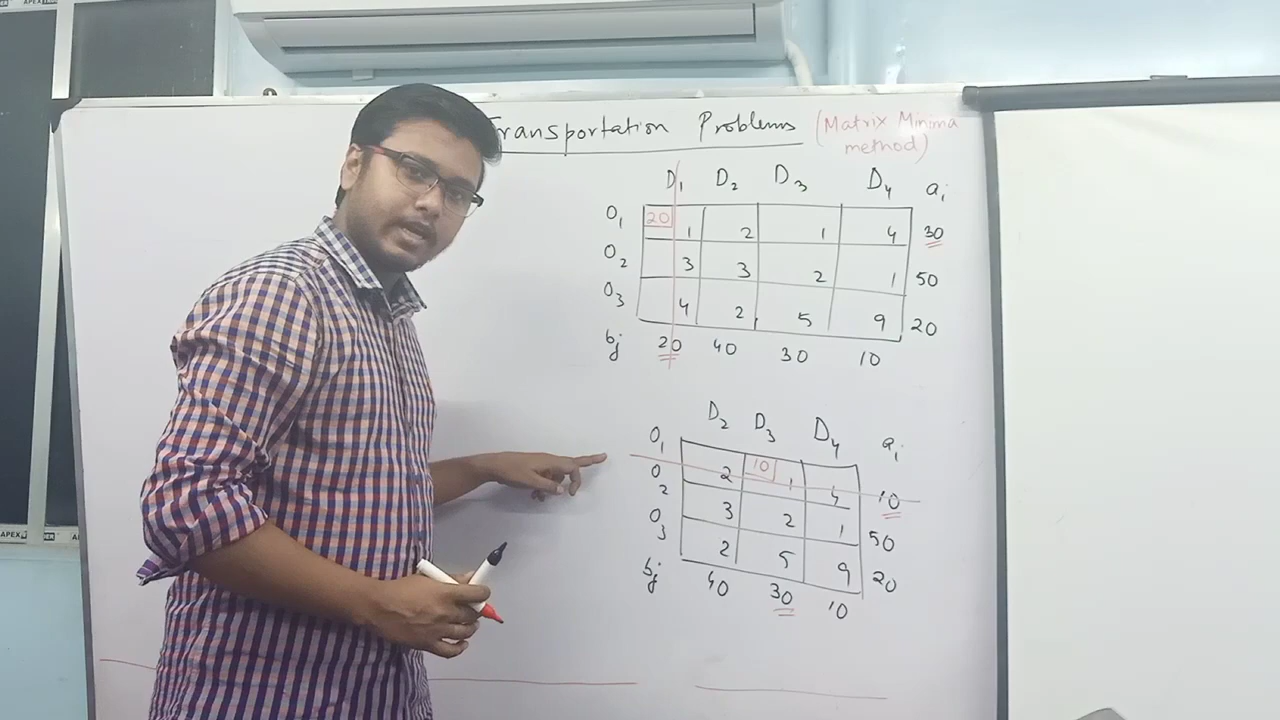 Transportation Problems (Matrix Minima
method)
D1 D2 D3 D4 ai
O1 20 1 2 1 4 30
O2 3 3 2 1 50
O3 4 2 5 9 20
bj 20 40 30 10
D2 D3 D4 ai
O1 2 10 1 4 10
O2 3 2 1 50
O3 2 5 9 20
bj 40 30 10
APEX